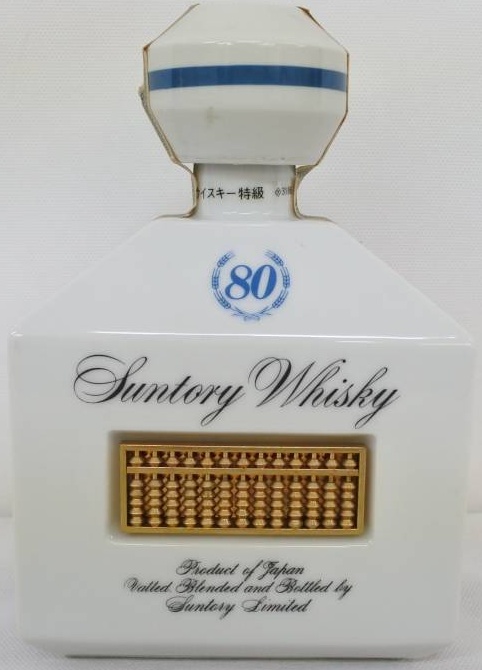 ウイスキー特級
80
Suntory Whisky
Product of Japan
Vatted, Blended and Bottled by
Suntory Limited